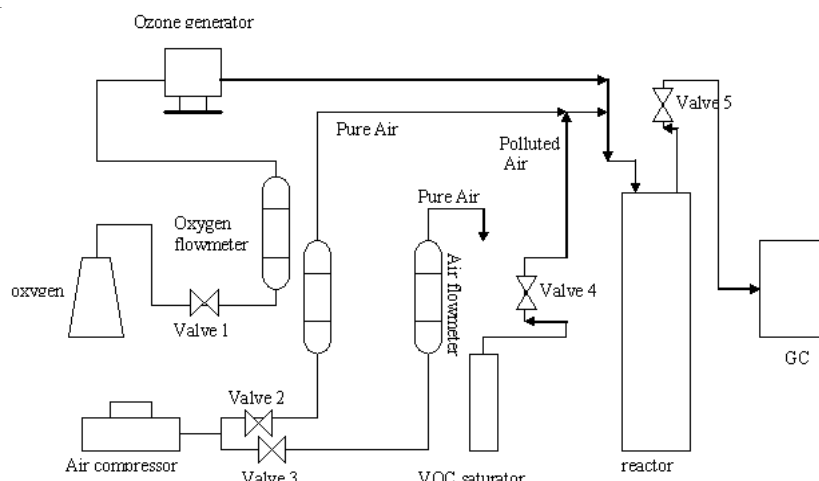 Ozone generator
Pure Air
Valve 5
Polluted
Air
Pure Air
Oxygen
flowmeter
Air flowmeter
oxygen
Valve 4
Valve 1
GC
Valve 2
Air compressor
Valve 3
VOC saturator
reactor